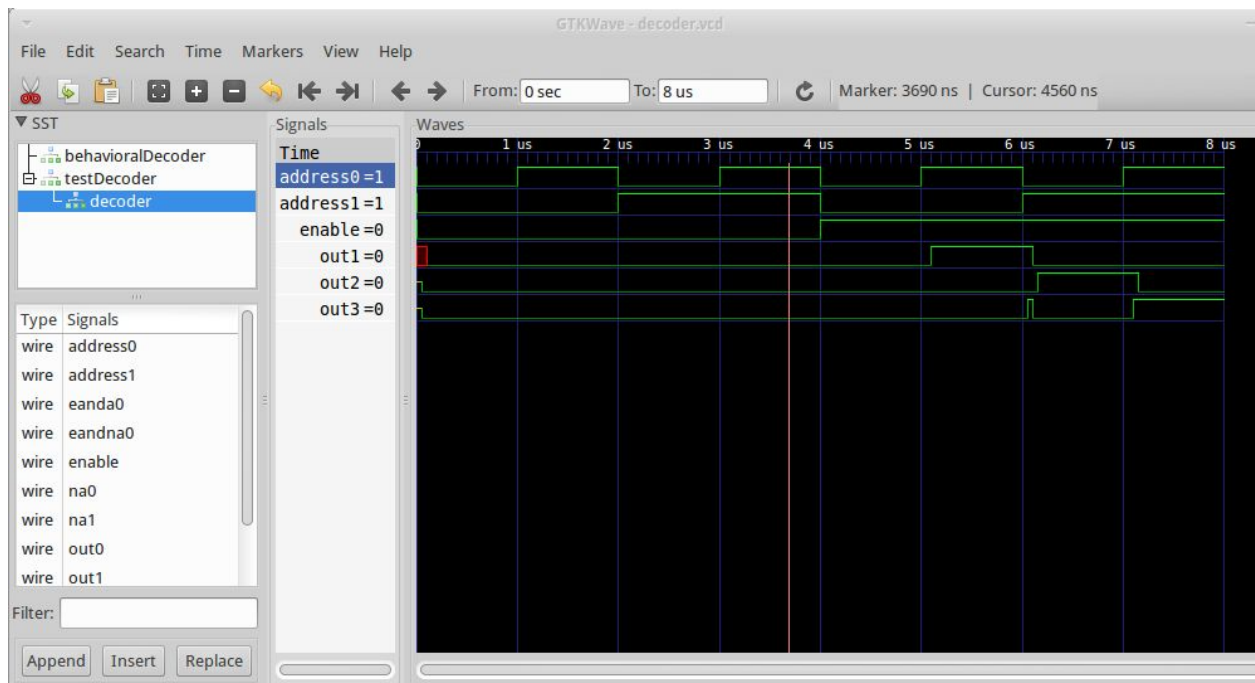 GTKWave - decoder.vcd
File Edit Search Time Markers View Help
From: 0 sec To: 8 us Marker: 3690 ns | Cursor: 4560 ns
SST
behavioralDecoder
testDecoder
decoder
Type Signals
wire address0
wire address1
wire eanda0
wire eandna0
wire enable
wire na0
wire na1
wire out0
wire out1
Filter:
Append Insert Replace
Signals
Time
address0=1
address1=1
enable=0
out1=0
out2=0
out3=0
Waves
0 1 us 2 us 3 us 4 us 5 us 6 us 7 us 8 us